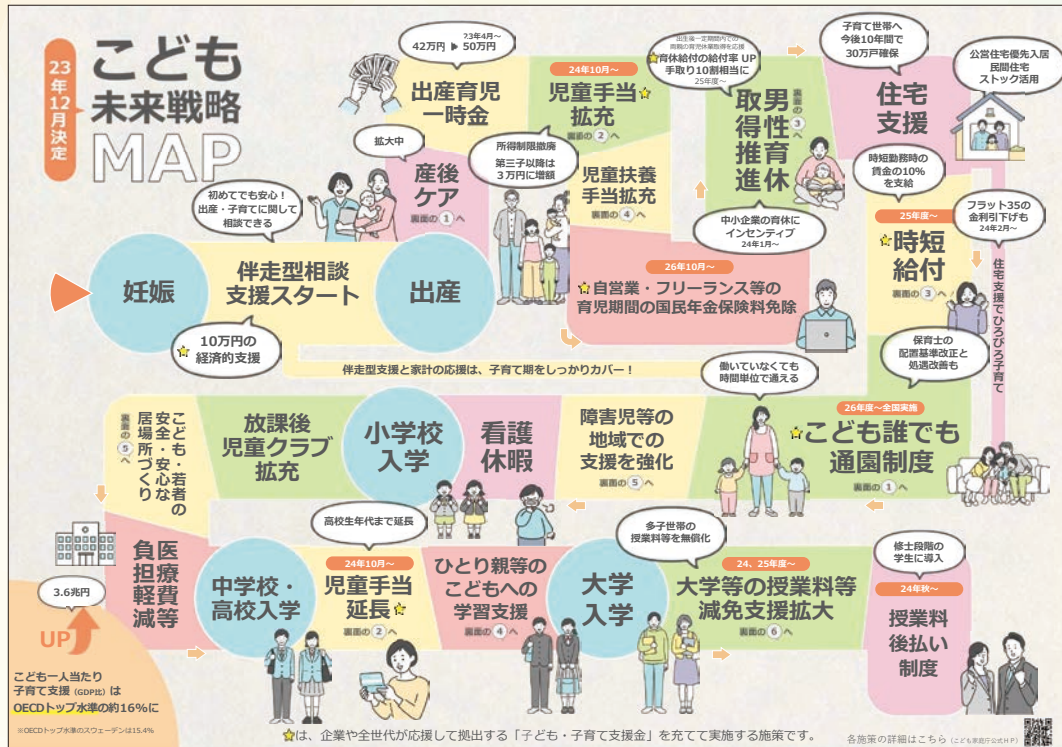 23年12月決定
こども
未来戦略
MAP
23年4月～
42万円 ▶ 50万円
出産育児
一時金
24年10月～
児童手当
拡充
裏面の②へ
所得制限撤廃
第三子以降は
3万円に増額
児童扶養
手当拡充
裏面の④へ
出生後一定期間内での
両親の育児休業取得を応援
育休給付の給付率 UP
手取り10割相当に
25年度～
男性育休
取得推進
裏面の③へ
中小企業の育休に
インセンティブ
24年1月～
子育て世帯へ
今後10年間で
30万戸確保
住宅
支援
公営住宅優先入居
民間住宅
ストック活用
フラット35の
金利引下げも
24年2月～
住宅支援でひろびろ子育て
時短勤務時の
賃金の10%
を支給
25年度～
時短
給付
裏面の③へ
拡大中
産後
ケア
裏面の①へ
初めてでも安心！
出産・子育てに関して
相談できる
妊娠
伴走型相談
支援スタート
出産
10万円の
経済的支援
26年10月～
自営業・フリーランス等の
育児期間の国民年金保険料免除
伴走型支援と家計の応援は、子育て期をしっかりカバー！
保育士の
配置基準改正と
処遇改善も
働いていなくても
時間単位で通える
26年度～全国実施
こども誰でも
通園制度
裏面の①へ
障害児等の
地域での
支援を強化
裏面の⑤へ
看護
休暇
小学校
入学
放課後
児童クラブ
拡充
こども・若者の
安全・安心な
居場所づくり
裏面の⑤へ
医療費等
負担軽減
中学校・
高校入学
高校生年代まで延長
24年10月～
児童手当
延長
裏面の②へ
ひとり親等の
こどもへの
学習支援
裏面の④へ
大学
入学
多子世帯の
授業料等を無償化
24、25年度～
大学等の授業料等
減免支援拡大
裏面の⑥へ
修士段階の
学生に導入
24年秋～
授業料
後払い
制度
3.6兆円
UP
こども一人当たり
子育て支援（GDP比）は
OECDトップ水準の約16%に
※OECDトップ水準のスウェーデンは15.4%
☆は、企業や全世代が応援して拠出する「子ども・子育て支援金」を充てて実施する施策です。
各施策の詳細はこちら（こども家庭庁公式HP）